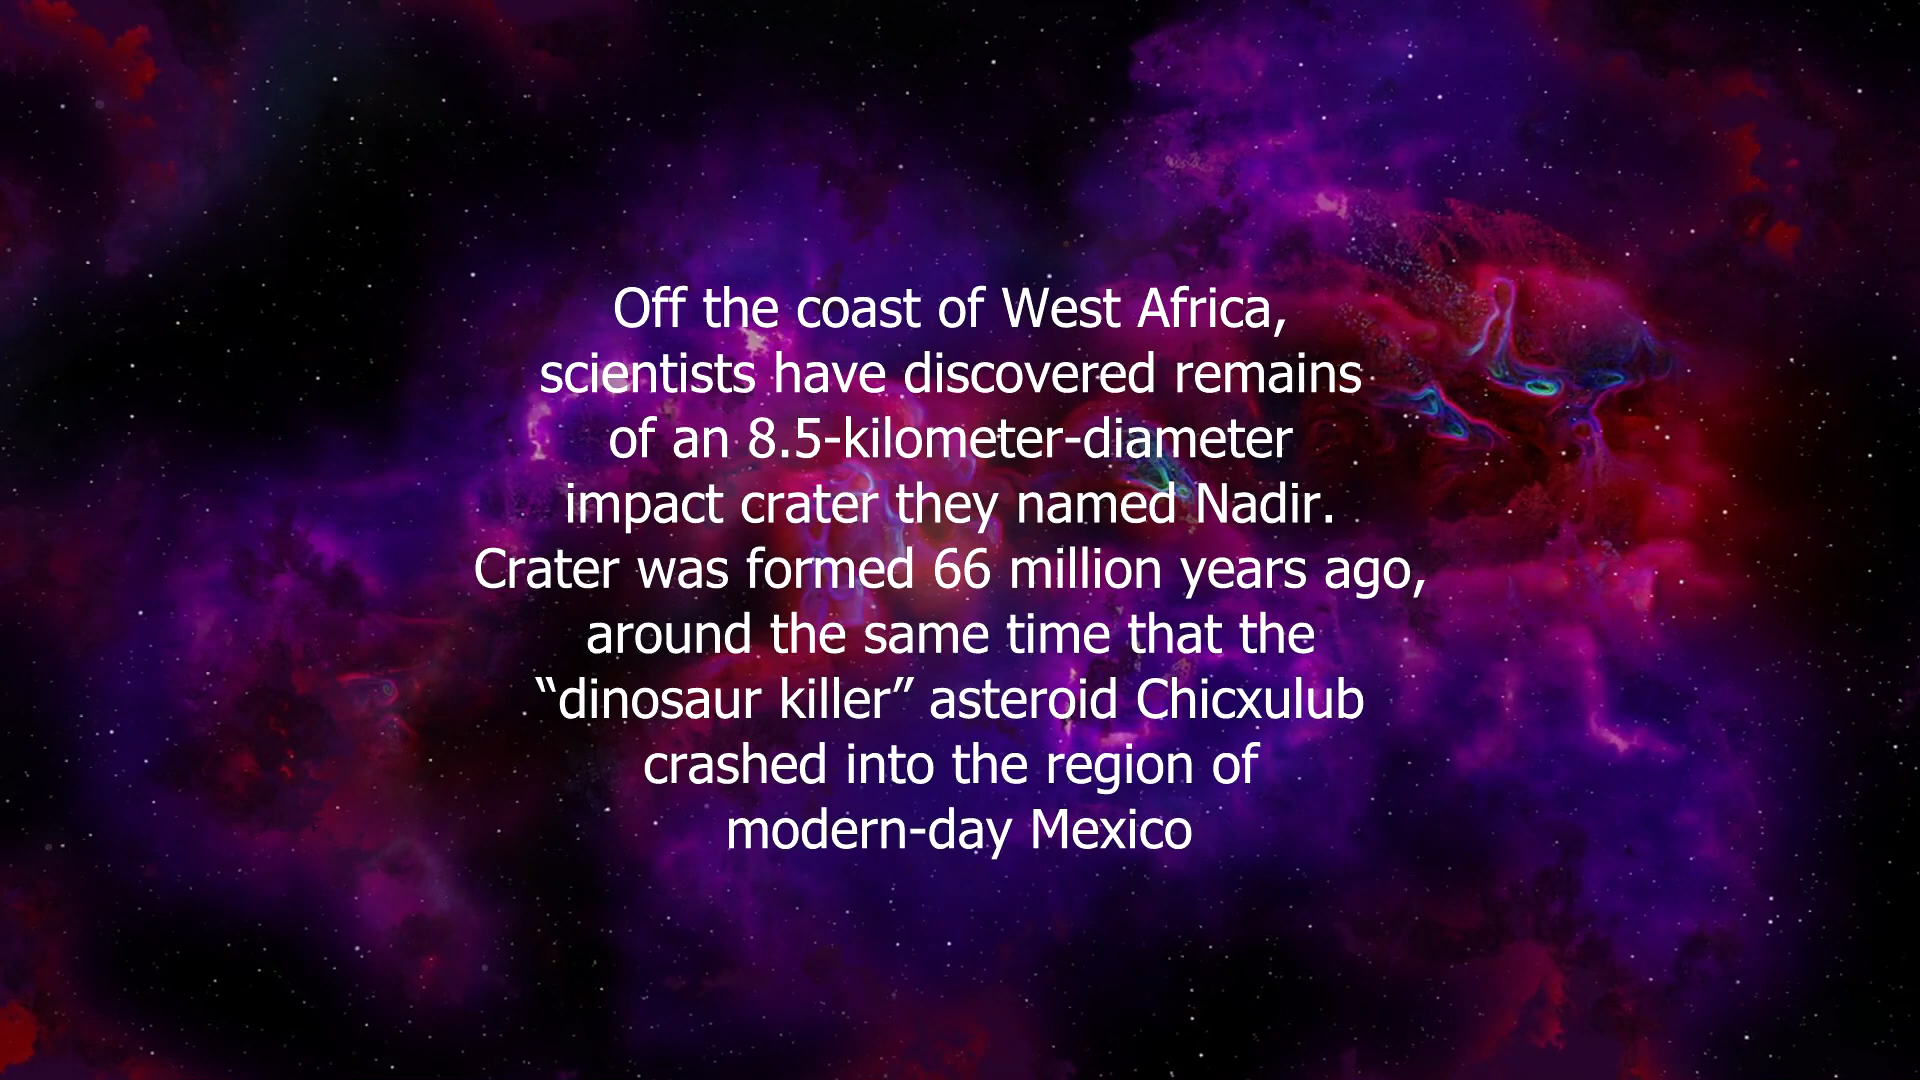 Off the coast of West Africa,
scientists have discovered remains
of an 8.5-kilometer-diameter
impact crater they named Nadir.
Crater was formed 66 million years ago,
around the same time that the
“dinosaur killer” asteroid Chicxulub
crashed into the region of
modern-day Mexico